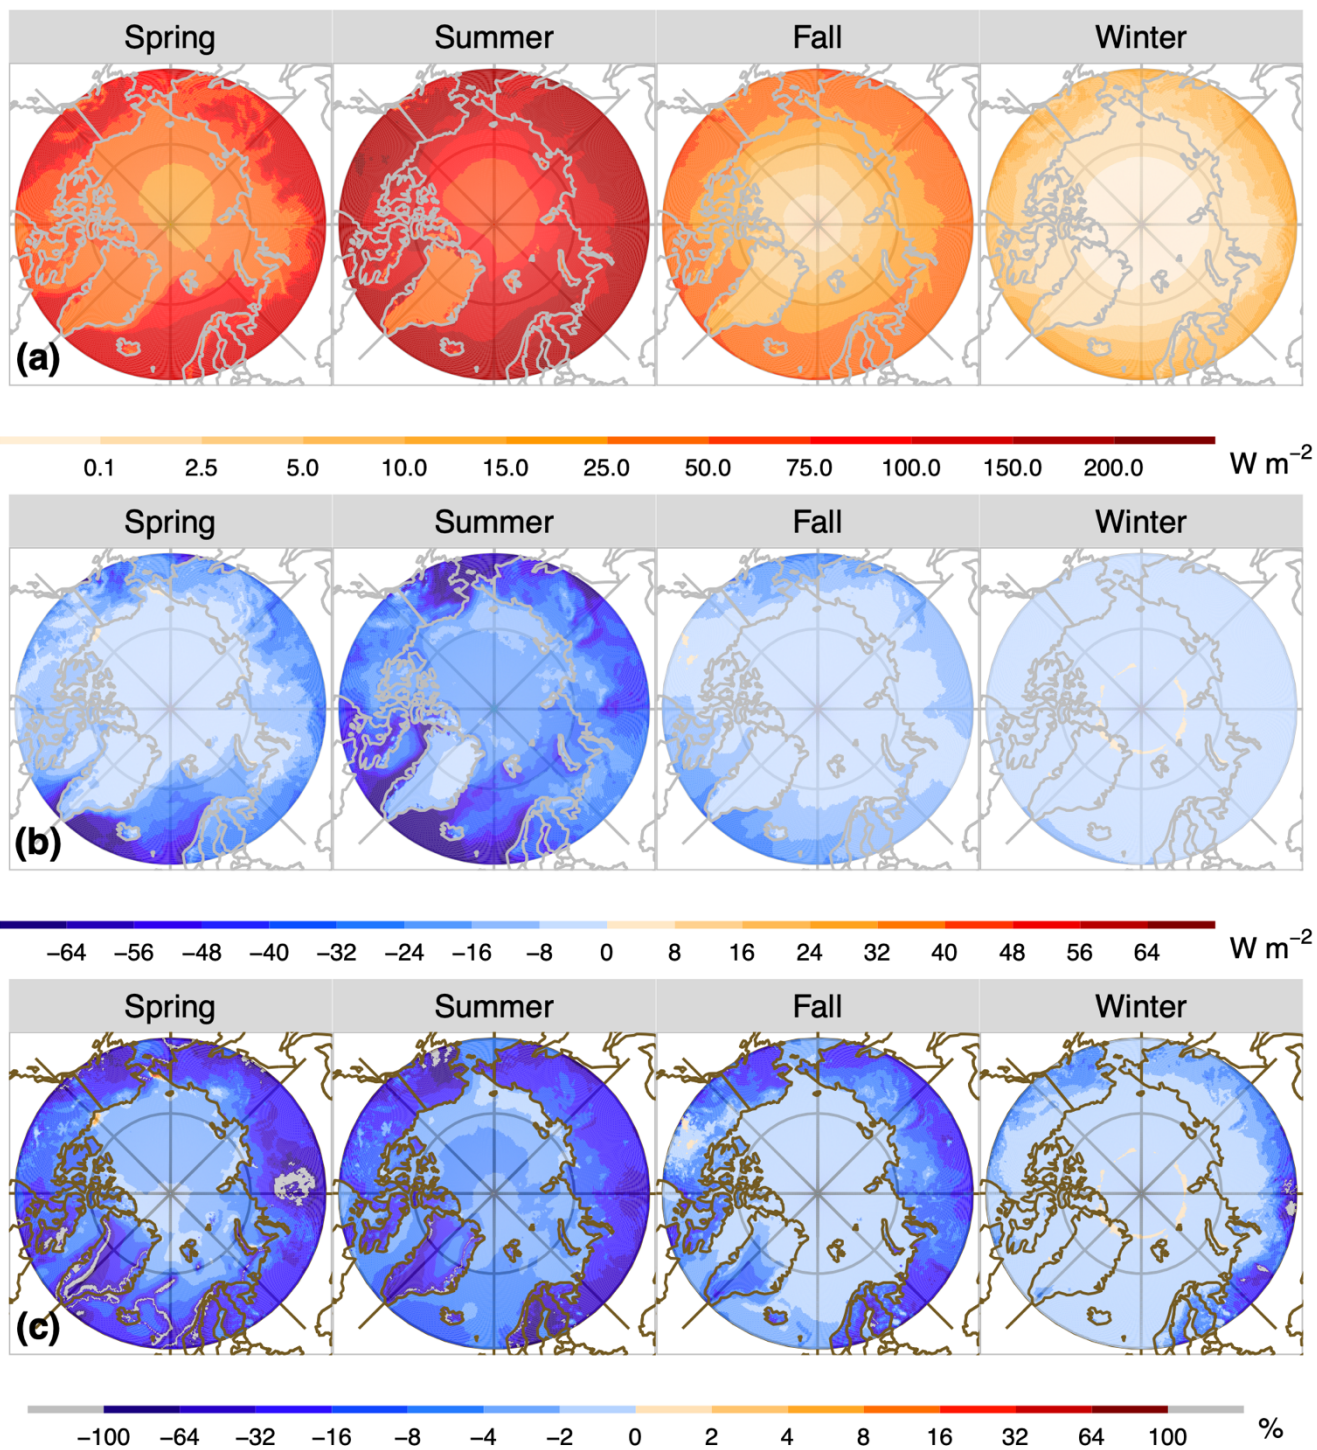 Spring Summer Fall Winter
(a)
0.1 2.5 5.0 10.0 15.0 25.0 50.0 75.0 100.0 150.0 200.0 W m−2
Spring Summer Fall Winter
(b)
−64 −56 −48 −40 −32 −24 −16 −8 0 8 16 24 32 40 48 56 64 W m−2
Spring Summer Fall Winter
(c)
−100 −64 −32 −16 −8 −4 −2 0 2 4 8 16 32 64 100 %